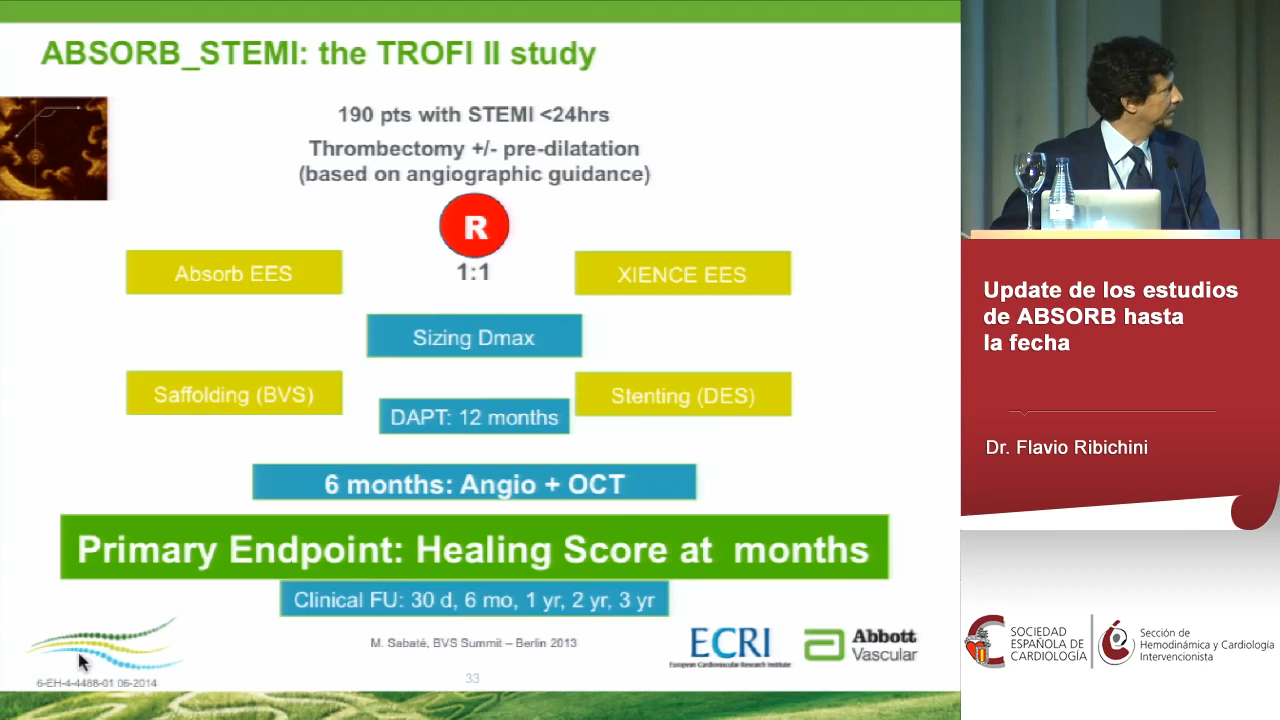 ABSORB_STEMI: the TROFI II study
190 pts with STEMI <24hrs
Thrombectomy +/- pre-dilatation
(based on angiographic guidance)
R
1:1
Absorb EES
XIENCE EES
Sizing Dmax
Saffolding (BVS)
Stenting (DES)
DAPT: 12 months
6 months: Angio + OCT
Primary Endpoint: Healing Score at  months
Clinical FU: 30 d, 6 mo, 1 yr, 2 yr, 3 yr
M. Sabaté, BVS Summit – Berlin 2013
ECRI
European Cardiovascular Research Institute
Abbott
Vascular
6-EH-4-4488-01 06-2014
33
Update de los estudios
de ABSORB hasta
la fecha
Dr. Flavio Ribichini
SOCIEDAD
ESPAÑOLA DE
CARDIOLOGÍA
Sección de
Hemodinámica y Cardiología
Intervencionista